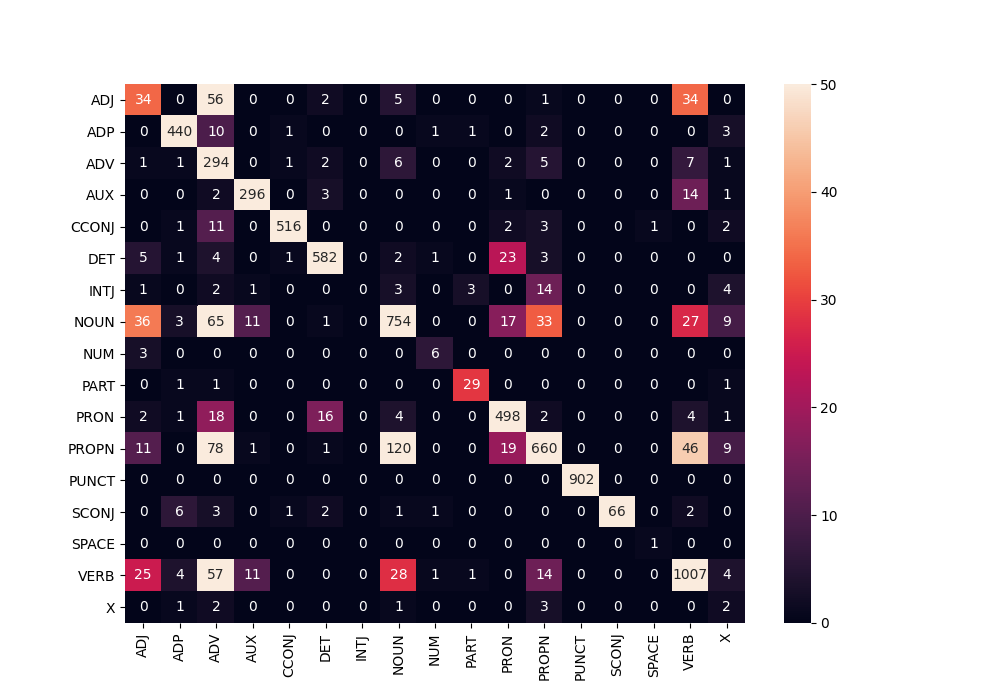 ADJ 34 0 56 0 0 2 0 5 0 0 0 1 0 0 0 34 0
ADP 0 440 10 0 1 0 0 0 1 1 0 2 0 0 0 0 3
ADV 1 1 294 0 1 2 0 6 0 0 2 5 0 0 0 7 1
AUX 0 0 2 296 0 3 0 0 0 0 1 0 0 0 0 14 1
CCONJ 0 1 11 0 516 0 0 0 0 0 2 3 0 0 1 0 2
DET 5 1 4 0 1 582 0 2 1 0 23 3 0 0 0 0 0
INTJ 1 0 2 1 0 0 0 3 0 3 0 14 0 0 0 0 4
NOUN 36 3 65 11 0 1 0 754 0 0 17 33 0 0 0 27 9
NUM 3 0 0 0 0 0 0 0 6 0 0 0 0 0 0 0 0
PART 0 1 1 0 0 0 0 0 0 29 0 0 0 0 0 0 1
PRON 2 1 18 0 0 16 0 4 0 0 498 2 0 0 0 4 1
PROPN 11 0 78 1 0 1 0 120 0 0 19 660 0 0 0 46 9
PUNCT 0 0 0 0 0 0 0 0 0 0 0 0 902 0 0 0 0
SCONJ 0 6 3 0 1 2 0 1 1 0 0 0 0 66 0 2 0
SPACE 0 0 0 0 0 0 0 0 0 0 0 0 0 0 1 0 0
VERB 25 4 57 11 0 0 0 28 1 1 0 14 0 0 0 1007 4
X 0 1 2 0 0 0 0 1 0 0 0 3 0 0 0 0 2
ADJ ADP ADV AUX CCONJ DET INTJ NOUN NUM PART PRON PROPN PUNCT SCONJ SPACE VERB X
50
40
30
20
10
0